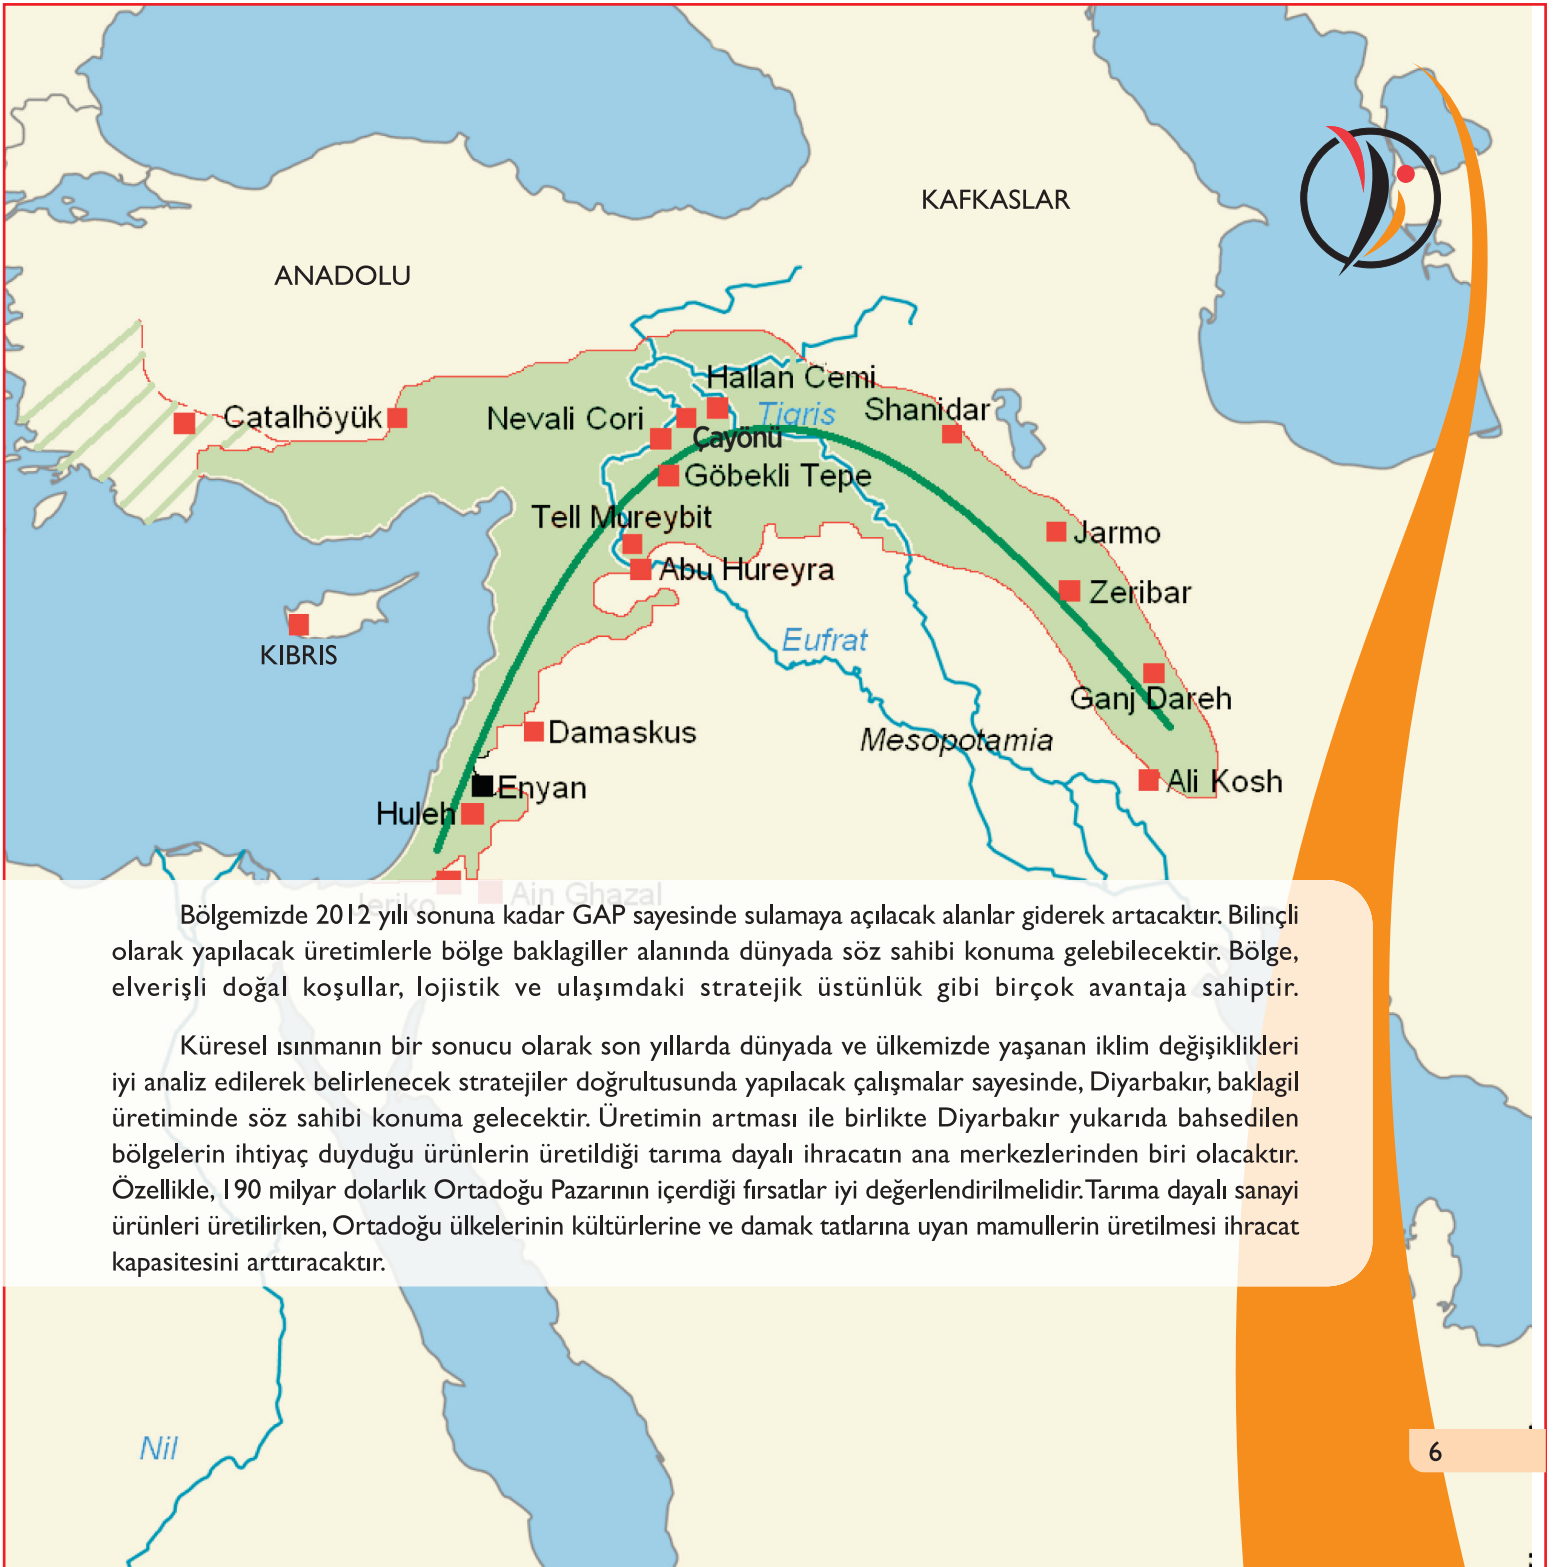 KAFKASLAR
ANADOLU
Hallan Cemi
Catalhöyük
Nevali Cori
Tigris
Shanidar
Çayönü
Göbekli Tepe
Tell Mureybit
Jarmo
Abu Hureyra
Zeribar
Eufrat
KIBRIS
Ganj Dareh
Damaskus
Mesopotamia
Enyan
Ali Kosh
Huleh
Jeriko
Ain Ghazal
Bölgemizde 2012 yılı sonuna kadar GAP sayesinde sulamaya açılacak alanlar giderek artacaktır. Bilinçli
olarak yapılacak üretimlerle bölge baklagiller alanında dünyada söz sahibi konuma gelebilecektir. Bölge,
elverişli doğal koşullar, lojistik ve ulaşımdaki stratejik üstünlük gibi birçok avantaja sahiptir.
Küresel ısınmanın bir sonucu olarak son yıllarda dünyada ve ülkemizde yaşanan iklim değişiklikleri
iyi analiz edilerek belirlenecek stratejiler doğrultusunda yapılacak çalışmalar sayesinde, Diyarbakır, baklagil
üretiminde söz sahibi konuma gelecektir. Üretimin artması ile birlikte Diyarbakır yukarıda bahsedilen
bölgelerin ihtiyaç duyduğu ürünlerin üretildiği tarıma dayalı ihracatın ana merkezlerinden biri olacaktır.
Özellikle, 190 milyar dolarlık Ortadoğu Pazarının içerdiği fırsatlar iyi değerlendirilmelidir. Tarıma dayalı sanayi
ürünleri üretilirken, Ortadoğu ülkelerinin kültürlerine ve damak tatlarına uyan mamullerin üretilmesi ihracat
kapasitesini arttıracaktır.
Nil
6